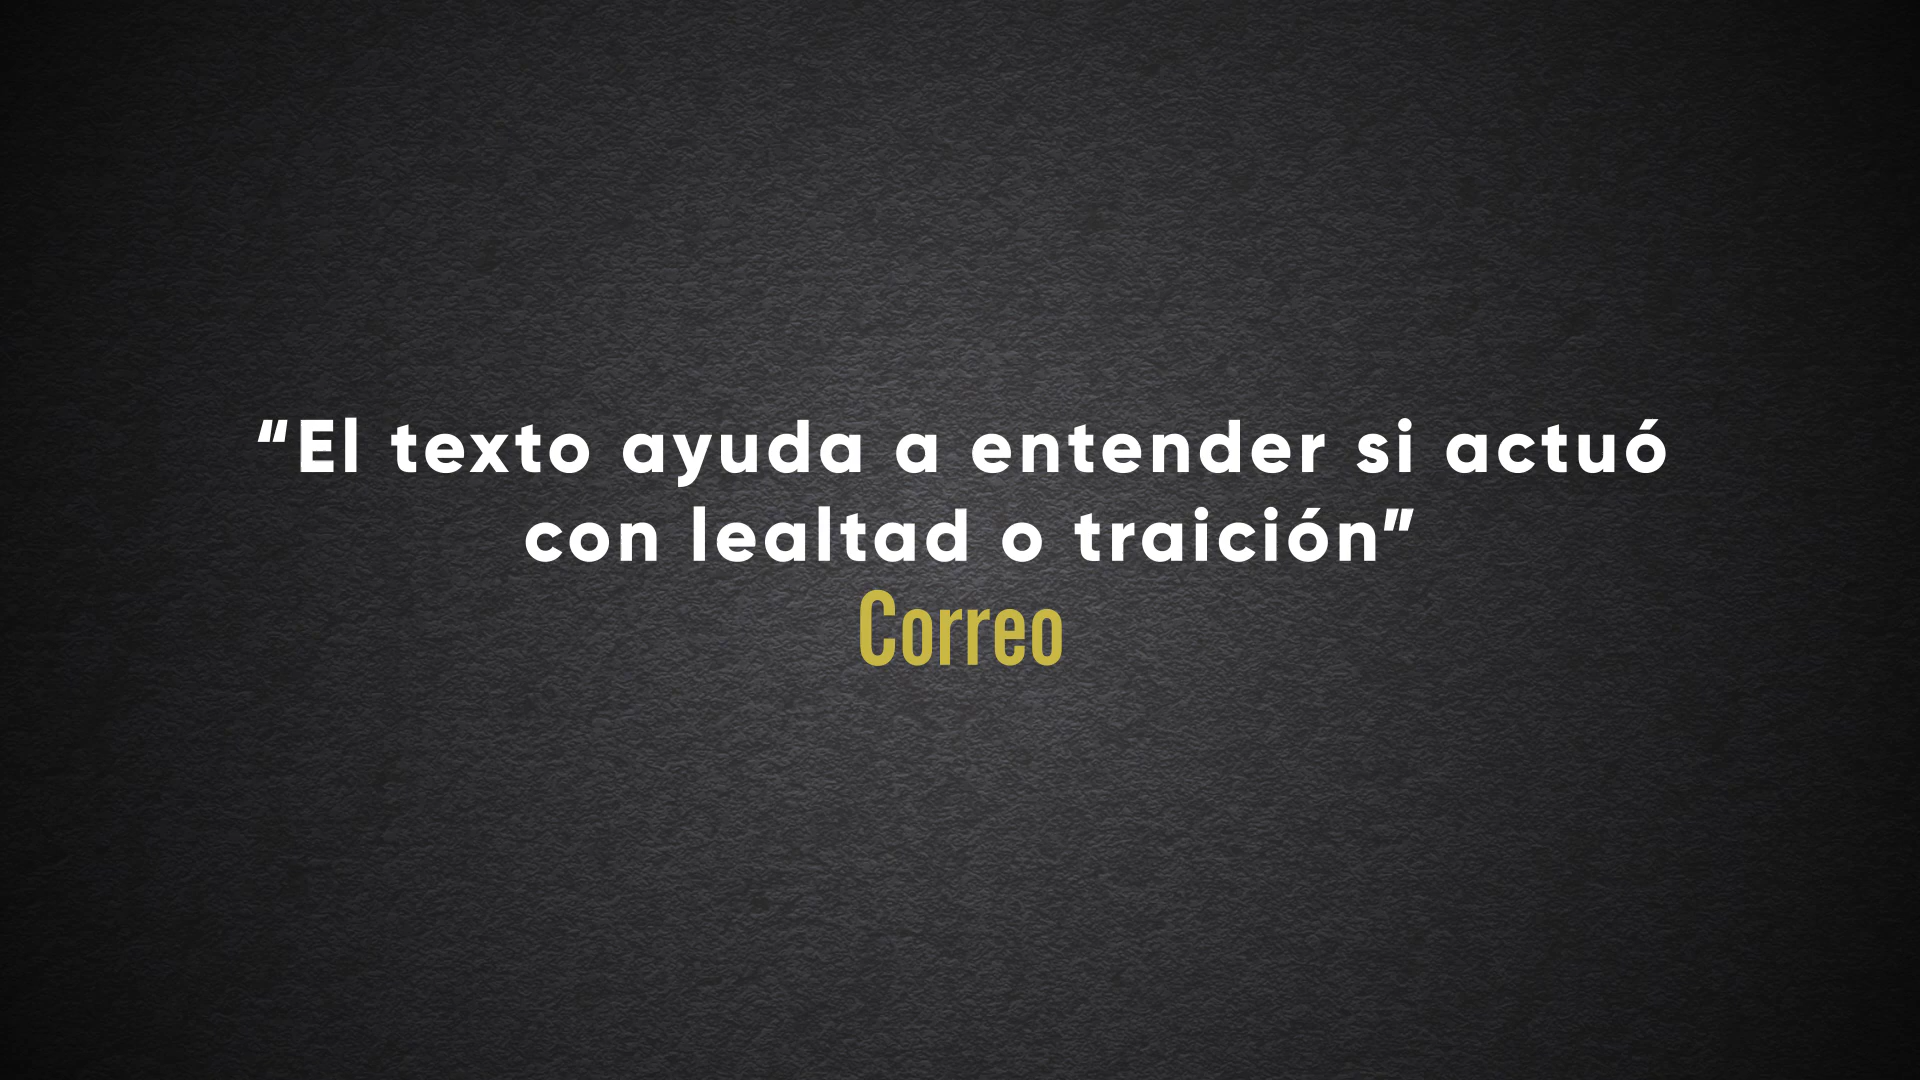 “El texto ayuda a entender si actuó
con lealtad o traición”
Correo